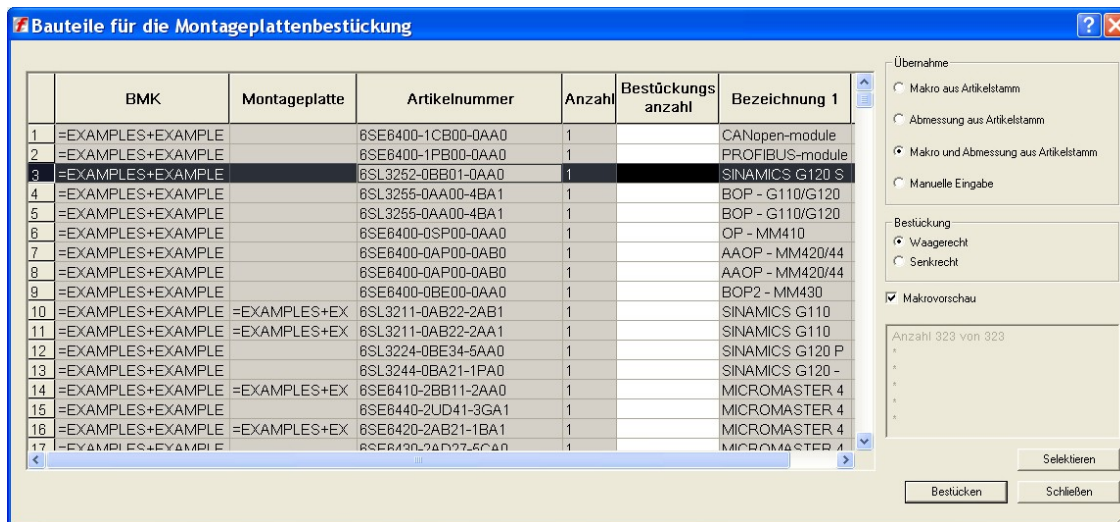 Bauteile für die Montageplattenbestückung
BMK Montageplatte Artikelnummer Anzahl Bestückungs anzahl Bezeichnung 1
1 =EXAMPLES+EXAMPLE 6SE6400-1CB00-0AA0 1 CANopen-module
2 =EXAMPLES+EXAMPLE 6SE6400-1PB00-0AA0 1 PROFIBUS-module
3 =EXAMPLES+EXAMPLE 6SL3252-0BB01-0AA0 1 SINAMICS G120 S
4 =EXAMPLES+EXAMPLE 6SL3255-0AA00-4BA1 1 BOP - G110/G120
5 =EXAMPLES+EXAMPLE 6SL3255-0AA00-4BA1 1 BOP - G110/G120
6 =EXAMPLES+EXAMPLE 6SE6400-0SP00-0AA0 1 OP - MM410
7 =EXAMPLES+EXAMPLE 6SE6400-0AP00-0AB0 1 AAOP - MM420/44
8 =EXAMPLES+EXAMPLE 6SE6400-0AP00-0AB0 1 AAOP - MM420/44
9 =EXAMPLES+EXAMPLE 6SE6400-0BE00-0AA0 1 BOP2 - MM430
10 =EXAMPLES+EXAMPLE =EXAMPLES+EX 6SL3211-0AB22-2AB1 1 SINAMICS G110
11 =EXAMPLES+EXAMPLE =EXAMPLES+EX 6SL3211-0AB22-2AA1 1 SINAMICS G110
12 =EXAMPLES+EXAMPLE 6SL3224-0BE34-5AA0 1 SINAMICS G120 P
13 =EXAMPLES+EXAMPLE 6SL3244-0BA21-1PA0 1 SINAMICS G120 -
14 =EXAMPLES+EXAMPLE =EXAMPLES+EX 6SE6410-2BB11-2AA0 1 MICROMASTER 4
15 =EXAMPLES+EXAMPLE 6SE6440-2UD41-3GA1 1 MICROMASTER 4
16 =EXAMPLES+EXAMPLE =EXAMPLES+EX 6SE6420-2AB21-1BA1 1 MICROMASTER 4
17 =EXAMPLES+EXAMPLE 6SE6430-2AD27-5CA0 1 MICROMASTER 4
Übernahme
Makro aus Artikelstamm
Abmessung aus Artikelstamm
Makro und Abmessung aus Artikelstamm
Manuelle Eingabe
Bestückung
Waagerecht
Senkrecht
Makrovorschau
Anzahl 323 von 323
*
*
*
*
*
Selektieren
Bestücken Schließen